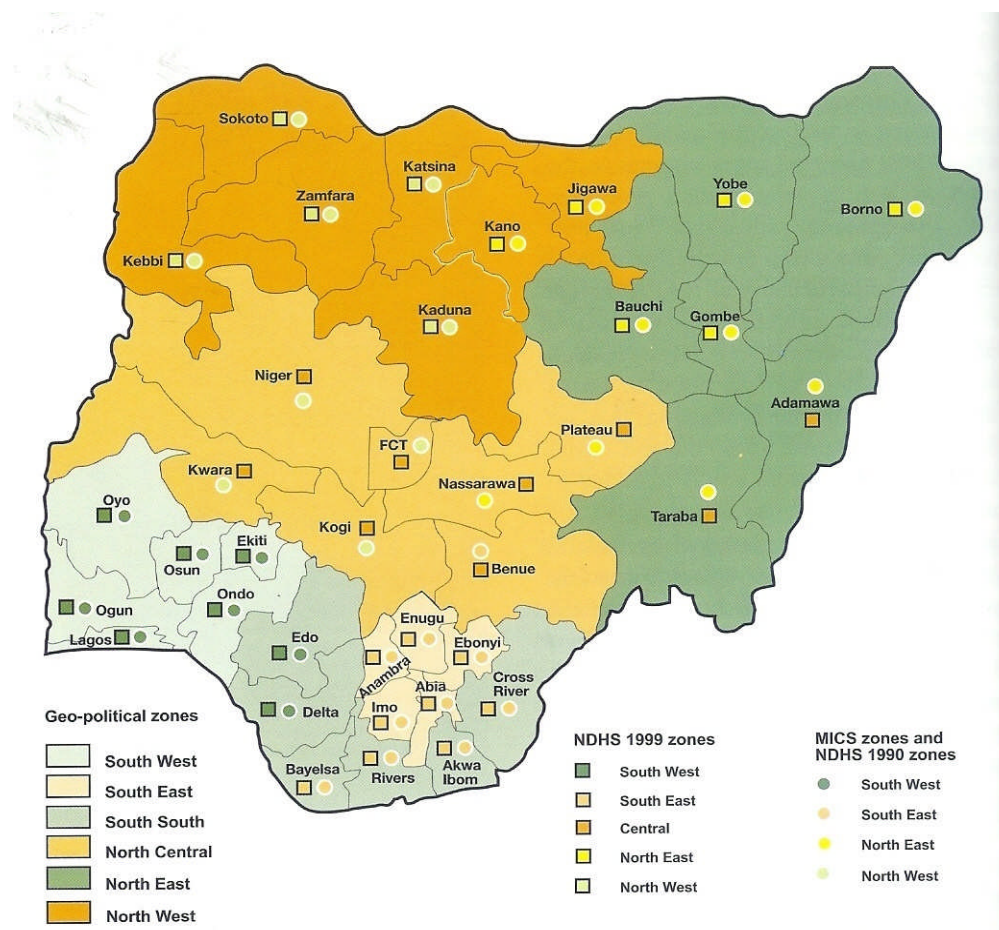 Sokoto
Katsina
Zamfara
Jigawa
Yobe
Borno
Kano
Kebbi
Kaduna
Bauchi
Gombe
Niger
Adamawa
Plateau
FCT
Kwara
Nassarawa
Oyo
Kogi
Taraba
Ekiti
Osun
Benue
Ondo
Ogun
Enugu
Lagos
Edo
Ebonyi
Anambra
Cross
River
Abia
Imo
Delta
Akwa
Ibom
Rivers
Bayelsa
Geo-political zones
South West
South East
South South
North Central
North East
North West
NDHS 1999 zones
South West
South East
Central
North East
North West
MICS zones and
NDHS 1990 zones
South West
South East
North East
North West